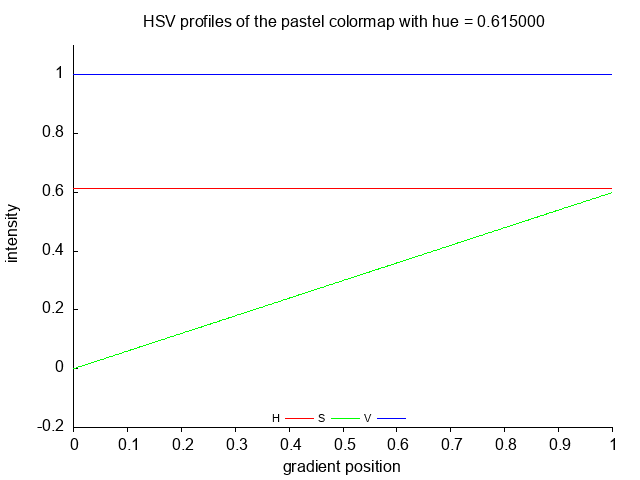 HSV profiles of the pastel colormap with hue = 0.615000
1
0.8
0.6
0.4
0.2
0
-0.2
intensity
H S V
0 0.1 0.2 0.3 0.4 0.5 0.6 0.7 0.8 0.9 1
gradient position